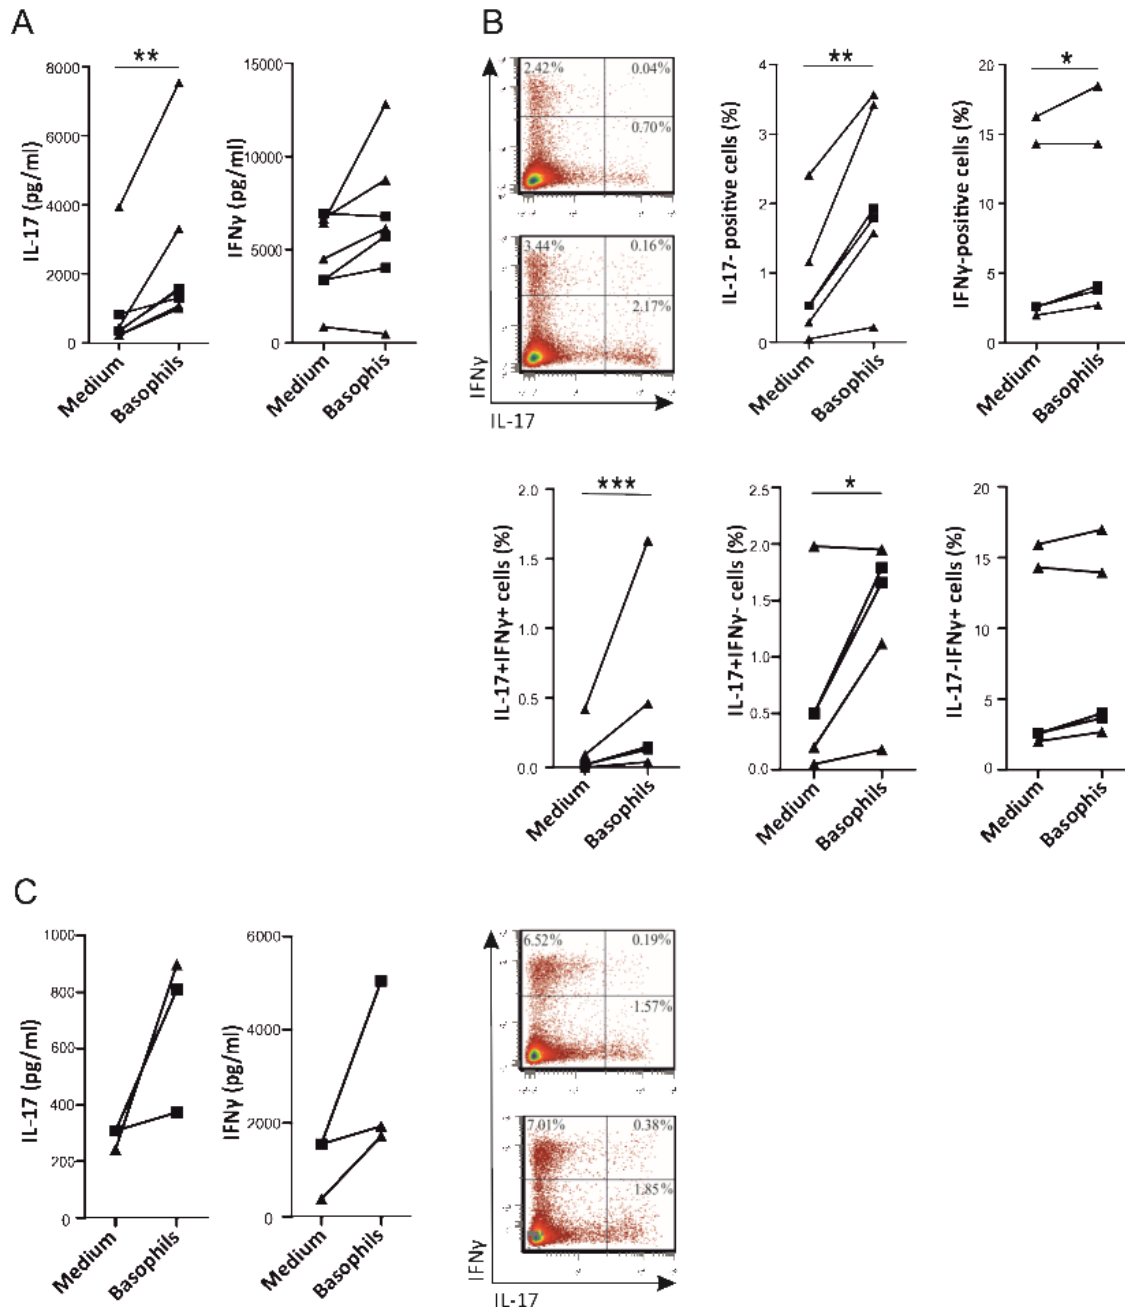 A
B
**
8000
6000
4000
2000
0
IL-17 (pg/ml)
Medium
Basophils
15000
10000
5000
0
IFNγ (pg/ml)
Medium
Basophils
2.42%
0.04%
0.70%
3.44%
0.16%
2.17%
IFNγ
IL-17
**
4
3
2
1
0
IL-17- positive cells (%)
Medium
Basophils
*
20
15
10
5
0
IFNγ-positive cells (%)
Medium
Basophils
***
2.0
1.5
1.0
0.5
0.0
IL-17+IFNγ+ cells (%)
Medium
Basophils
*
2.5
2.0
1.5
1.0
0.5
0.0
IL-17+IFNγ- cells (%)
Medium
Basophils
20
15
10
5
0
IL-17-IFNγ+ cells (%)
Medium
Basophis
C
1000
800
600
400
200
0
IL-17 (pg/ml)
Medium
Basophils
6000
4000
2000
0
IFNγ (pg/ml)
Medium
Basophils
6.52%
0.19%
1.57%
7.01%
0.38%
1.85%
IFNγ
IL-17